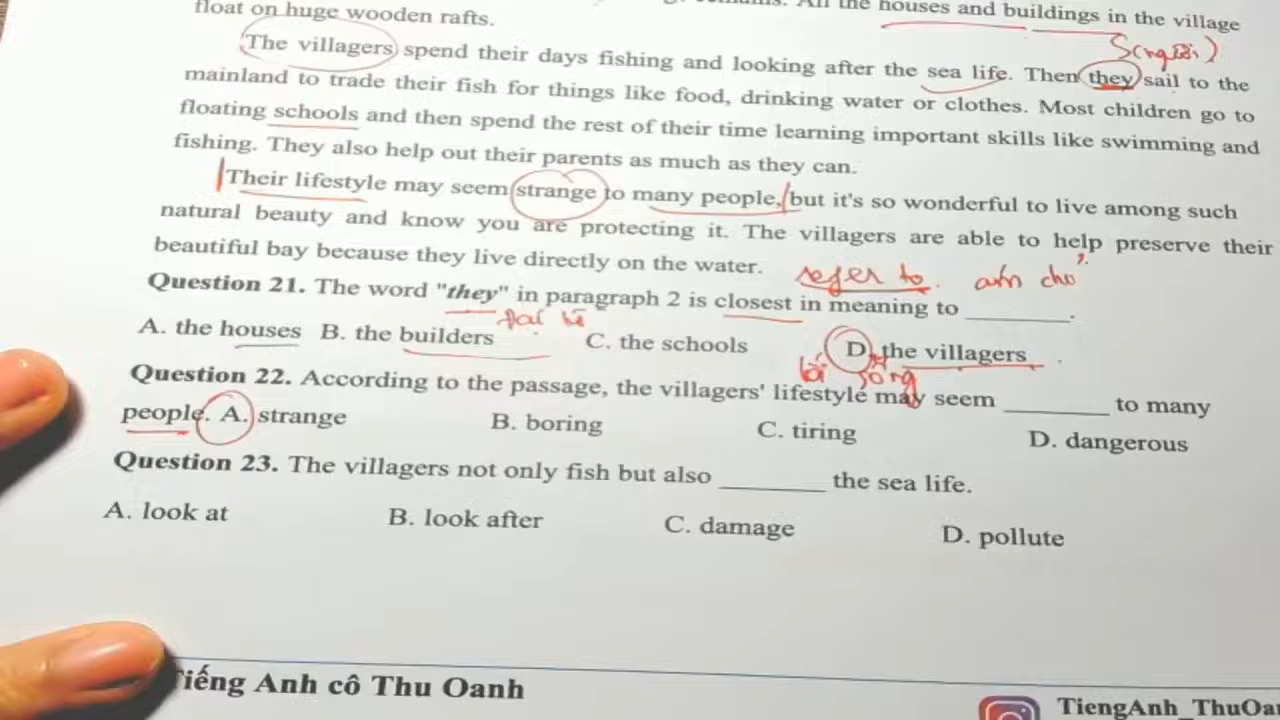 float on huge wooden rafts. All the houses and buildings in the village
S(người)
The villagers spend their days fishing and looking after the sea life. Then they sail to the
mainland to trade their fish for things like food, drinking water or clothes. Most children go to
floating schools and then spend the rest of their time learning important skills like swimming and
fishing. They also help out their parents as much as they can.
Their lifestyle may seem strange to many people, but it's so wonderful to live among such
natural beauty and know you are protecting it. The villagers are able to help preserve their
beautiful bay because they live directly on the water.
refer to. ám chỉ
Question 21. The word "they" in paragraph 2 is closest in meaning to ________.
A. the houses B. the builders C. the schools D. the villagers
lối sống
Question 22. According to the passage, the villagers' lifestyle may seem ________ to many
people. A. strange B. boring C. tiring D. dangerous
Question 23. The villagers not only fish but also ________ the sea life.
A. look at B. look after C. damage D. pollute
Tiếng Anh cô Thu Oanh
TiengAnh_ThuOan